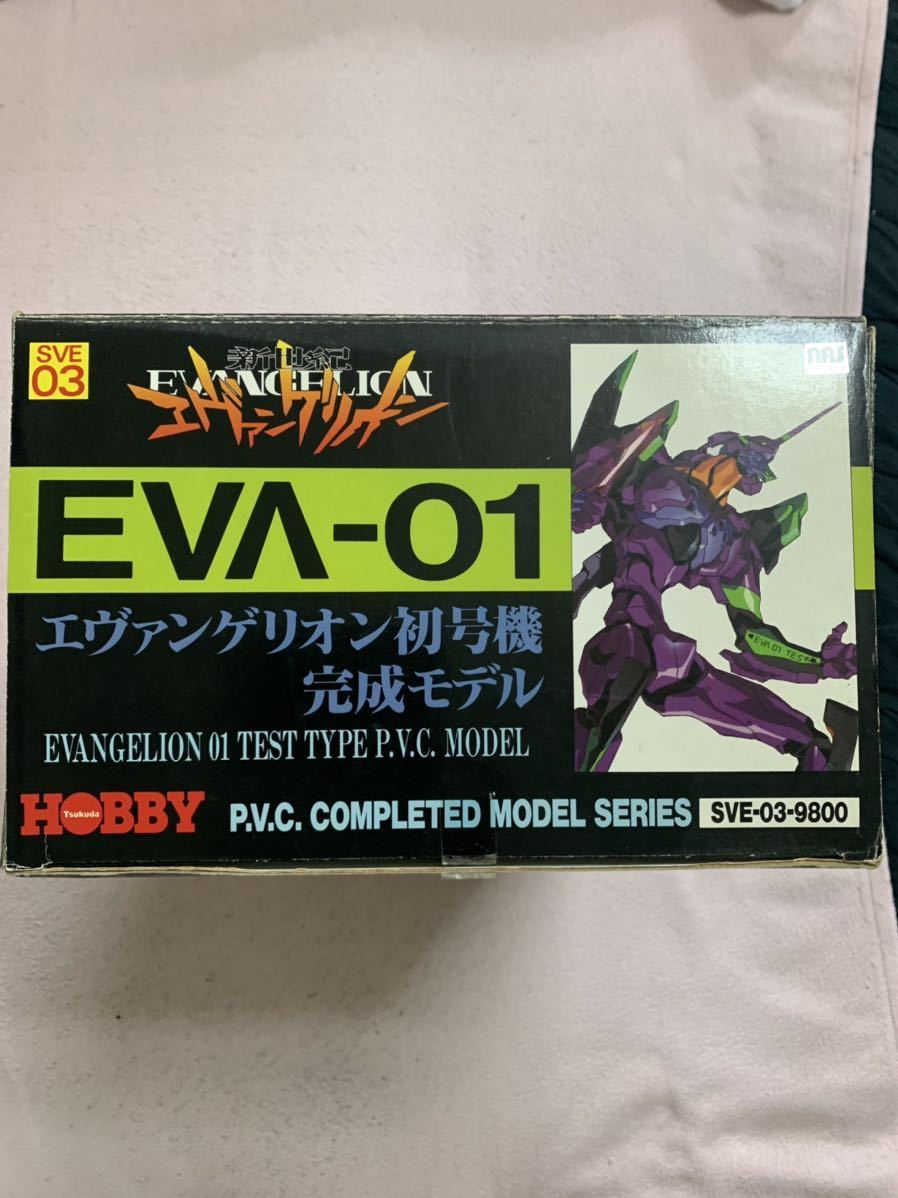 SVE
03
新世紀
EVANGELION
エヴァンゲリオン
nas
EVA-01
エヴァンゲリオン初号機
完成モデル
EVANGELION 01 TEST TYPE P.V.C. MODEL
EVA 01 TEST
HOBBY
Tsukuda
P.V.C. COMPLETED MODEL SERIES
SVE-03-9800